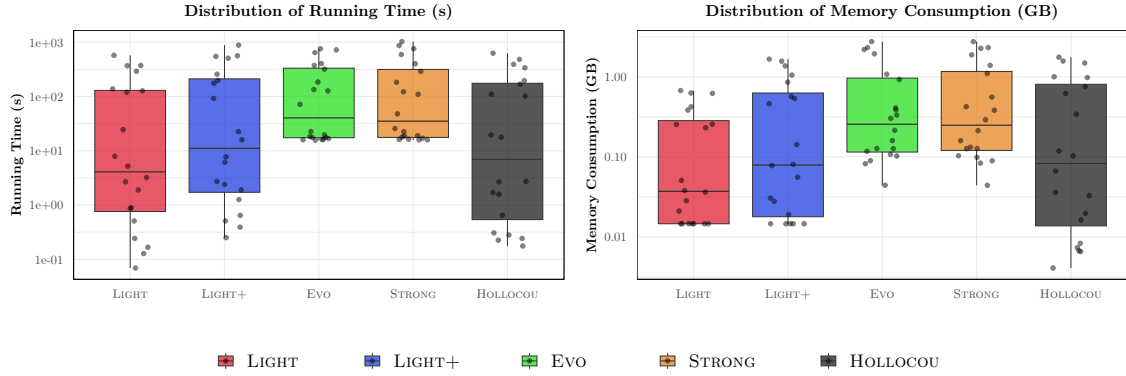 Distribution of Running Time (s)
Running Time (s)
1e+03
1e+02
1e+01
1e+00
1e-01
LIGHT LIGHT+ EVO STRONG HOLLOCOU
Distribution of Memory Consumption (GB)
Memory Consumption (GB)
1.00
0.10
0.01
LIGHT LIGHT+ EVO STRONG HOLLOCOU
LIGHT LIGHT+ EVO STRONG HOLLOCOU